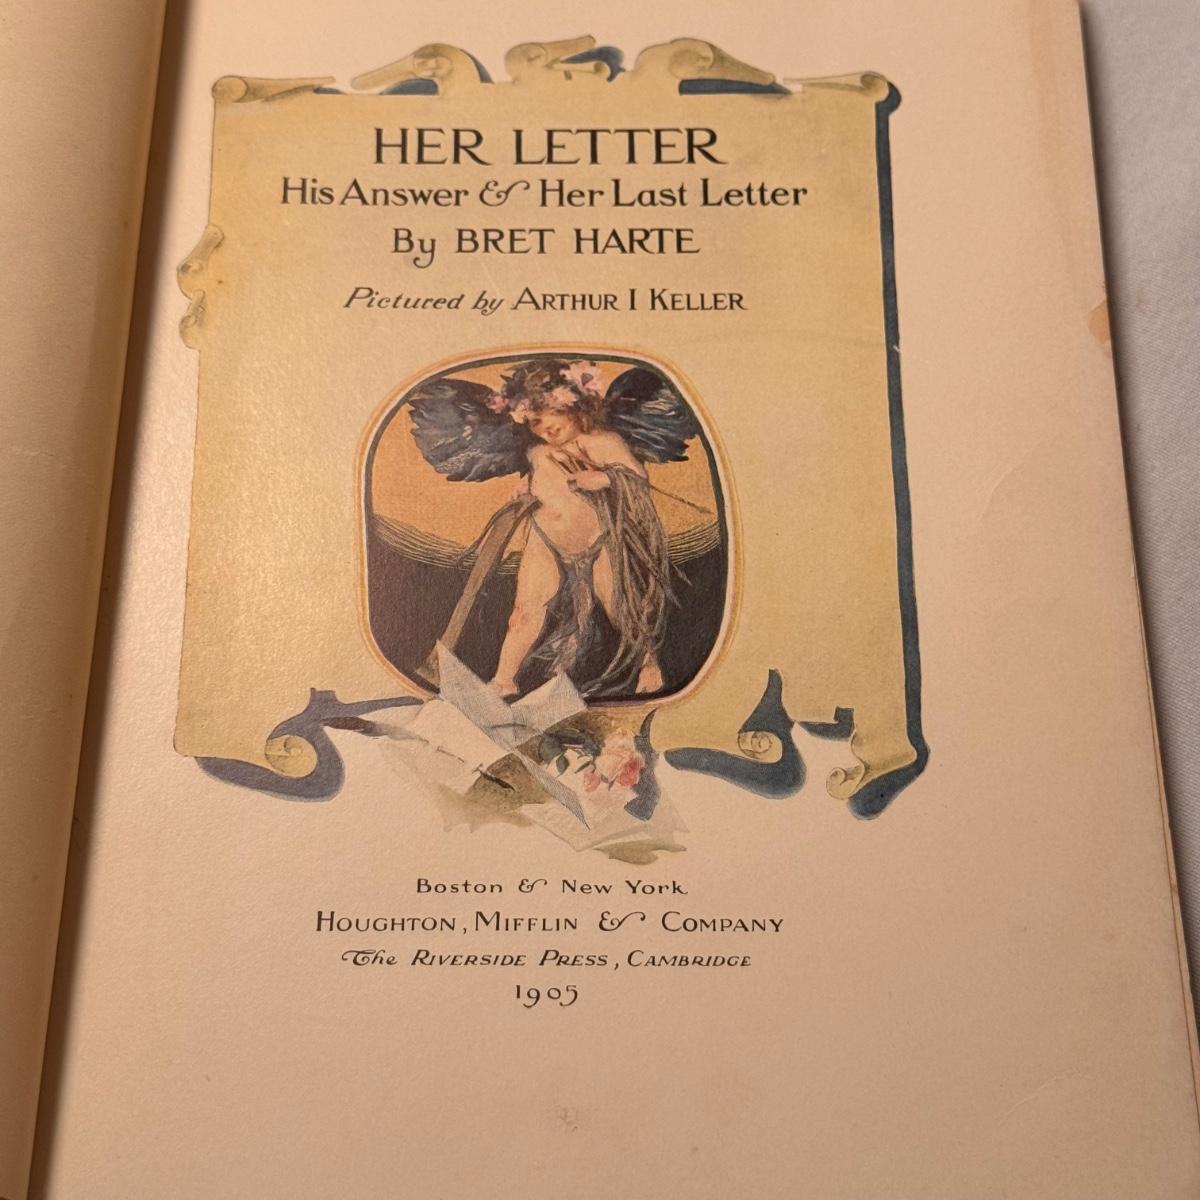 HER LETTER
His Answer & Her Last Letter
By BRET HARTE
Pictured by ARTHUR I KELLER
Boston & New York
HOUGHTON, MIFFLIN & COMPANY
The RIVERSIDE PRESS, CAMBRIDGE
1905